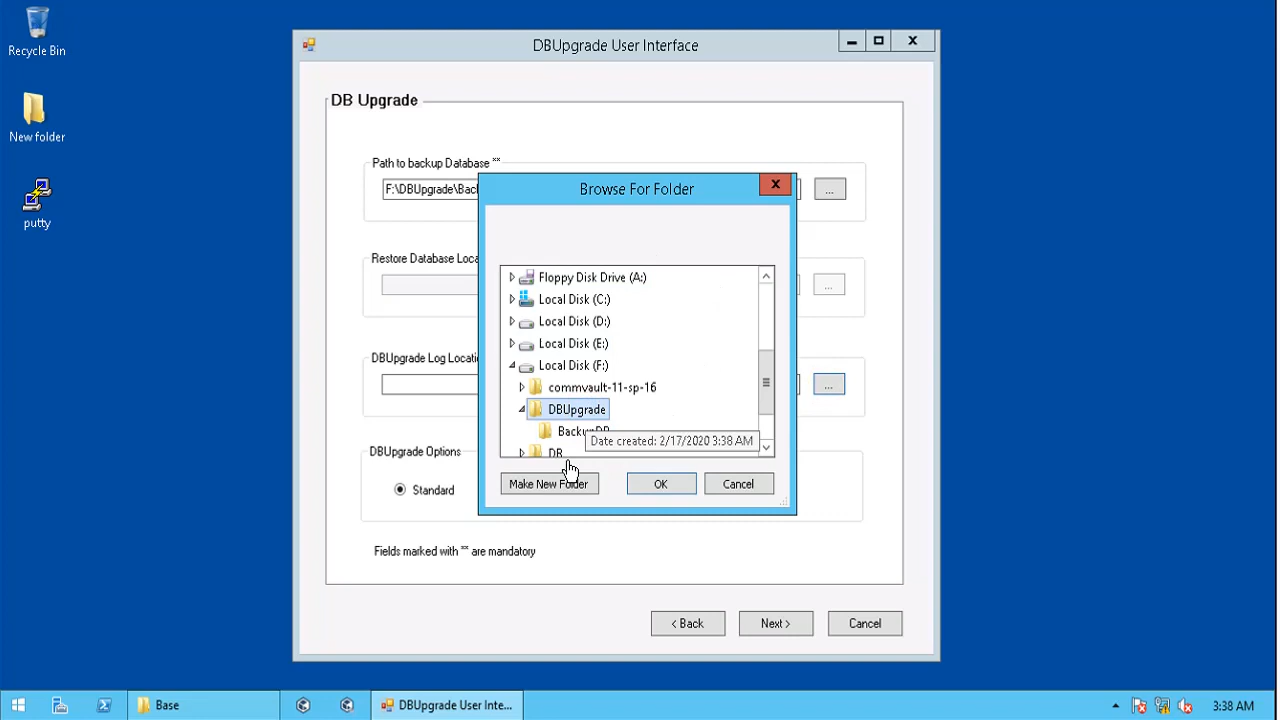 Recycle Bin
New folder
putty
DBUpgrade User Interface
DB Upgrade
Path to backup Database **
F:\DBUpgrade\Bac
...
Restore Database Loca
...
DBUpgrade Log Locatio
...
DBUpgrade Options
Standard
Fields marked with ** are mandatory
< Back
Next >
Cancel
Browse For Folder
Floppy Disk Drive (A:)
Local Disk (C:)
Local Disk (D:)
Local Disk (E:)
Local Disk (F:)
commvault-11-sp-16
DBUpgrade
BackupDB
Date created: 2/17/2020 3:38 AM
DB
Make New Folder
OK
Cancel
Base
DBUpgrade User Inte...
3:38 AM